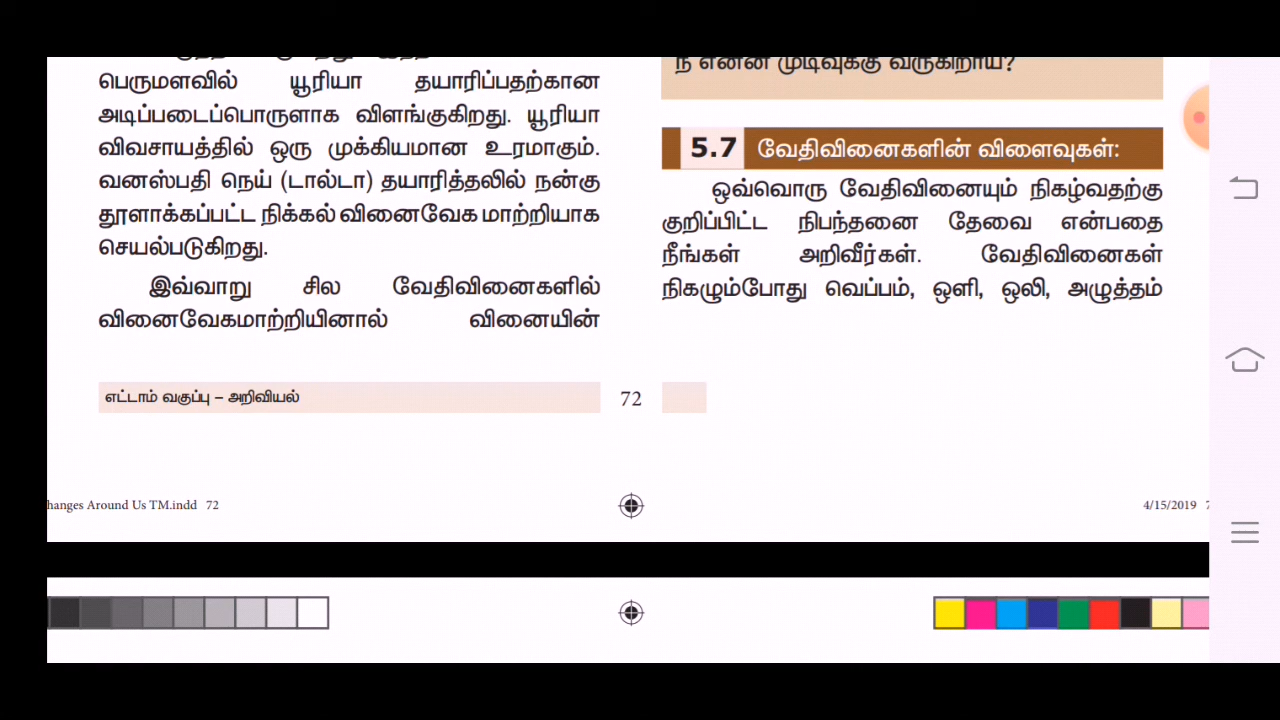 பெருமளவில் யூரியா தயாரிப்பதற்கான
அடிப்படைப்பொருளாக விளங்குகிறது. யூரியா
விவசாயத்தில் ஒரு முக்கியமான உரமாகும்.
வனஸ்பதி நெய் (டால்டா) தயாரித்தலில் நன்கு
தூளாக்கப்பட்ட நிக்கல் வினைவேக மாற்றியாக
செயல்படுகிறது.
இவ்வாறு சில வேதிவினைகளில்
வினைவேகமாற்றியினால் வினையின்
நீ என்ன முடிவுக்கு வருகிறாய்?
5.7 வேதிவினைகளின் விளைவுகள்:
ஒவ்வொரு வேதிவினையும் நிகழ்வதற்கு
குறிப்பிட்ட நிபந்தனை தேவை என்பதை
நீங்கள் அறிவீர்கள். வேதிவினைகள்
நிகழும்போது வெப்பம், ஒளி, ஒலி, அழுத்தம்
எட்டாம் வகுப்பு – அறிவியல்
72
hanges Around Us TM.indd 72
4/15/2019